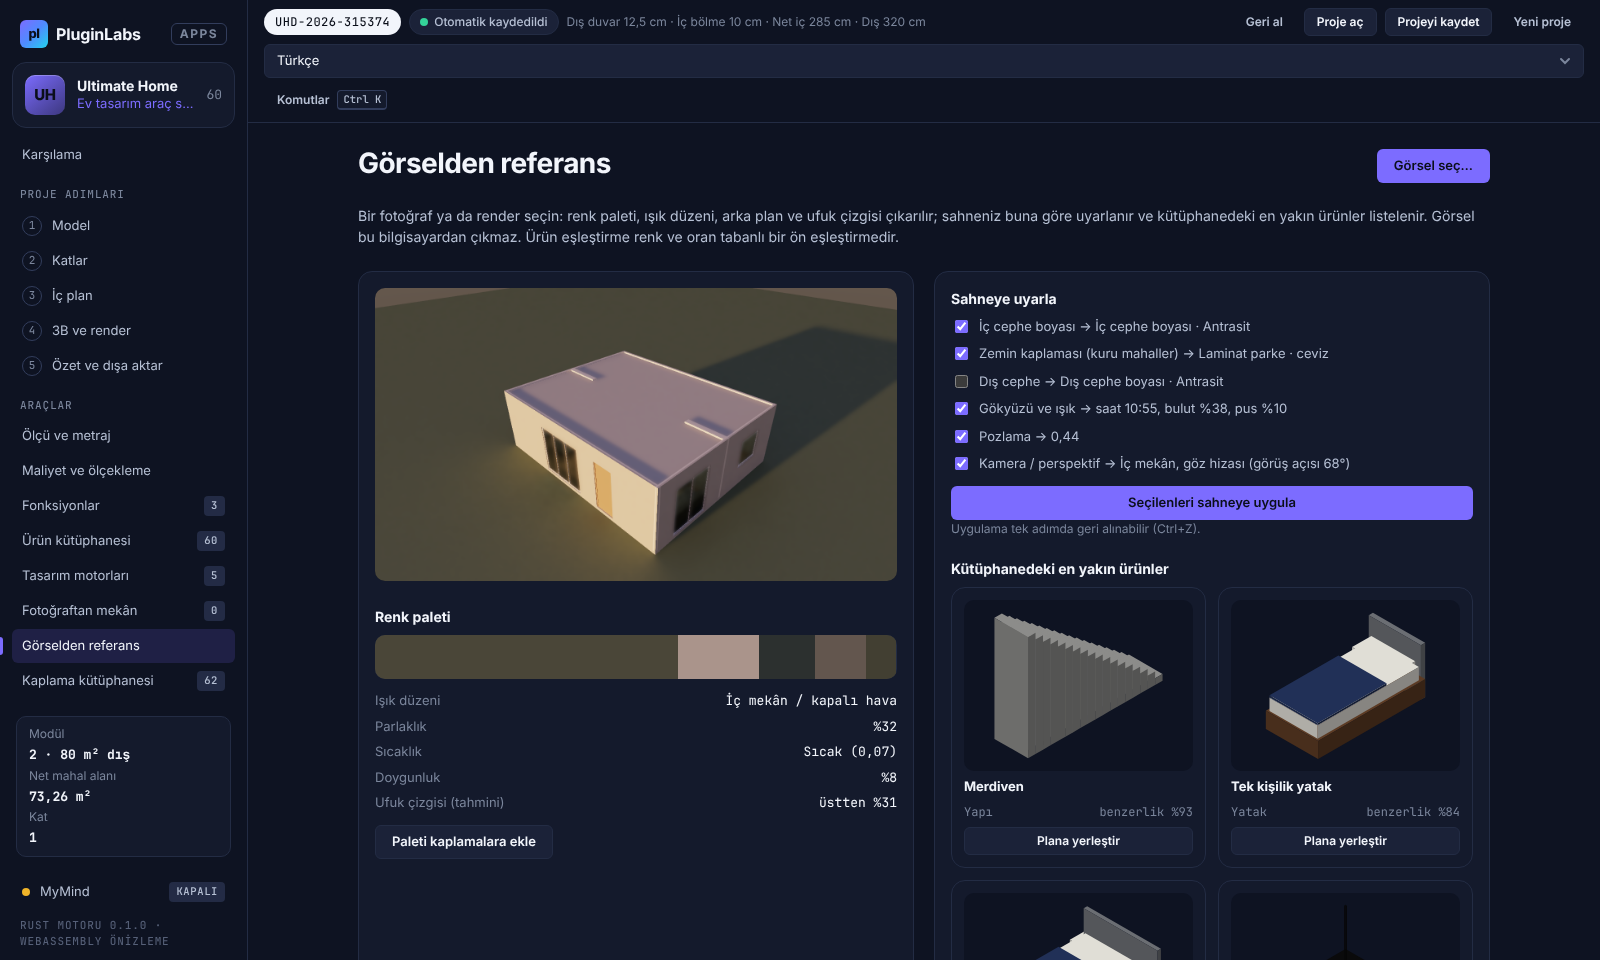 pl PluginLabs APPS
UH Ultimate Home 60
Ev tasarım araç s...
Karşılama
PROJE ADIMLARI
1 Model
2 Katlar
3 İç plan
4 3B ve render
5 Özet ve dışa aktar
ARAÇLAR
Ölçü ve metraj
Maliyet ve ölçekleme
Fonksiyonlar 3
Ürün kütüphanesi 60
Tasarım motorları 5
Fotoğraftan mekân 0
Görselden referans
Kaplama kütüphanesi 62
Modül
2 · 80 m² dış
Net mahal alanı
73,26 m²
Kat
1
MyMind KAPALI
RUST MOTORU 0.1.0 ·
WEBASSEMBLY ÖNİZLEME
UHD-2026-315374 Otomatik kaydedildi Dış duvar 12,5 cm · İç bölme 10 cm · Net iç 285 cm · Dış 320 cm Geri al Proje aç Projeyi kaydet Yeni proje
Türkçe
Komutlar Ctrl K
Görselden referans Görsel seç...
Bir fotoğraf ya da render seçin: renk paleti, ışık düzeni, arka plan ve ufuk çizgisi çıkarılır; sahneniz buna göre uyarlanır ve kütüphanedeki en yakın ürünler listelenir. Görsel
bu bilgisayardan çıkmaz. Ürün eşleştirme renk ve oran tabanlı bir ön eşleştirmedir.
Renk paleti
Işık düzeni İç mekân / kapalı hava
Parlaklık %32
Sıcaklık Sıcak (0,07)
Doygunluk %8
Ufuk çizgisi (tahmini) üstten %31
Paleti kaplamalara ekle
Sahneye uyarla
İç cephe boyası → İç cephe boyası · Antrasit
Zemin kaplaması (kuru mahaller) → Laminat parke · ceviz
Dış cephe → Dış cephe boyası · Antrasit
Gökyüzü ve ışık → saat 10:55, bulut %38, pus %10
Pozlama → 0,44
Kamera / perspektif → İç mekân, göz hizası (görüş açısı 68°)
Seçilenleri sahneye uygula
Uygulama tek adımda geri alınabilir (Ctrl+Z).
Kütüphanedeki en yakın ürünler
Merdiven
Yapı benzerlik %93
Plana yerleştir
Tek kişilik yatak
Yatak benzerlik %84
Plana yerleştir